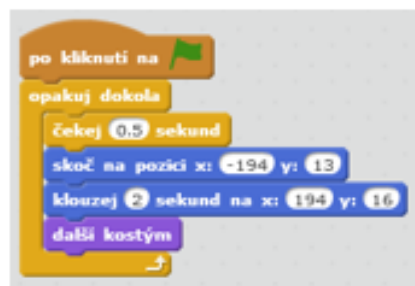 po kliknutí na
opakuj dokola
čekej 0.5 sekund
skoč na pozici x: -194 y: 13
klouzej 2 sekund na x: 194 y: 16
další kostým